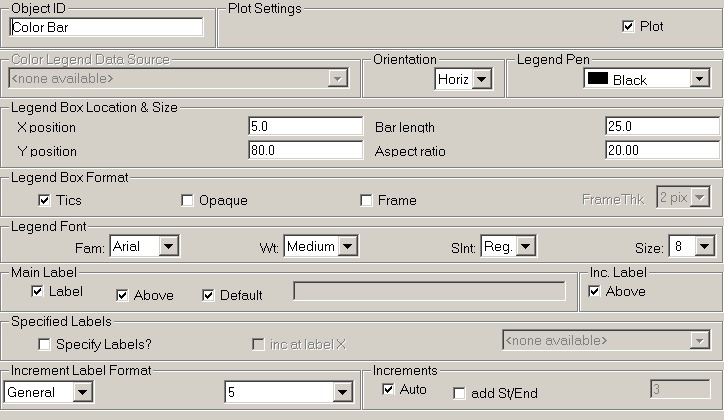 Object ID Plot Settings
Color Bar Plot
Color Legend Data Source Orientation Legend Pen
<none available> Horiz Black
Legend Box Location & Size
X position 5.0 Bar length 25.0
Y position 80.0 Aspect ratio 20.00
Legend Box Format
Tics Opaque Frame FrameThk 2 pix
Legend Font
Fam: Arial Wt: Medium Slnt: Reg. Size: 8
Main Label Inc. Label
Label Above Default Above
Specified Labels
Specify Labels? inc at label X <none available>
Increment Label Format Increments
General 5 Auto add St/End 3